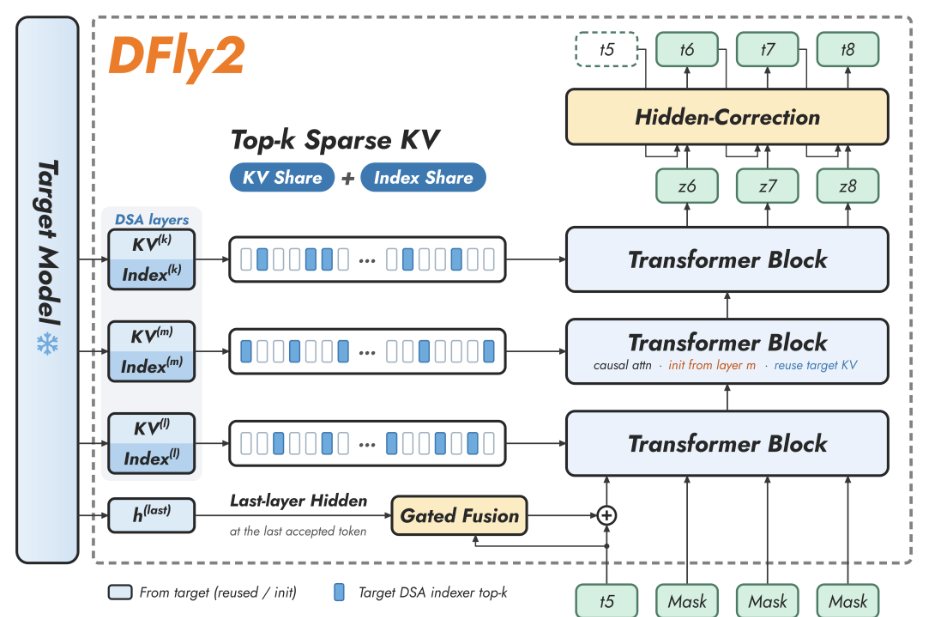 DFly2
t5
t6
t7
t8
Hidden-Correction
Top-k Sparse KV
KV Share + Index Share
z6
z7
z8
Target Model
DSA layers
KV(k)
Index(k)
...
Transformer Block
KV(m)
Index(m)
...
Transformer Block
causal attn · init from layer m · reuse target KV
KV(l)
Index(l)
...
Transformer Block
h(last)
Last-layer Hidden
at the last accepted token
Gated Fusion
+
From target (reused / init)
Target DSA indexer top-k
t5
Mask
Mask
Mask